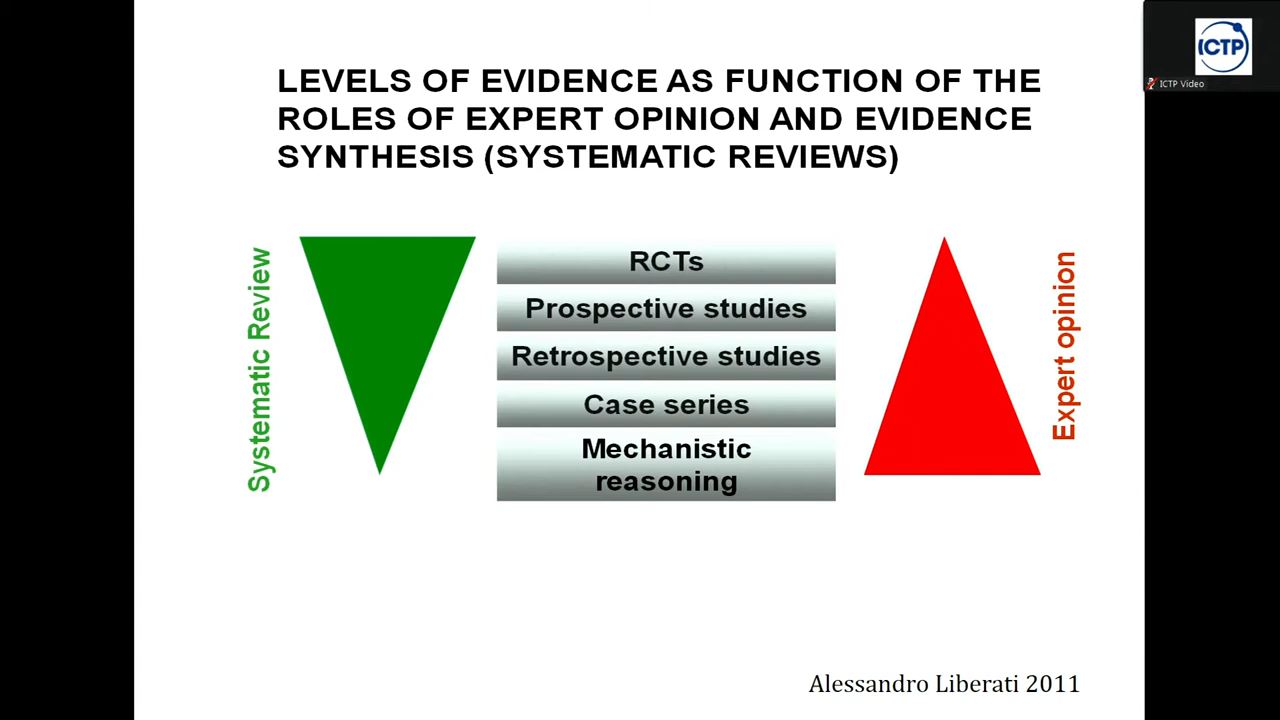 LEVELS OF EVIDENCE AS FUNCTION OF THE
ROLES OF EXPERT OPINION AND EVIDENCE
SYNTHESIS (SYSTEMATIC REVIEWS)
Systematic Review
RCTs
Prospective studies
Retrospective studies
Case series
Mechanistic
reasoning
Expert opinion
Alessandro Liberati 2011
ICTP
ICTP Video